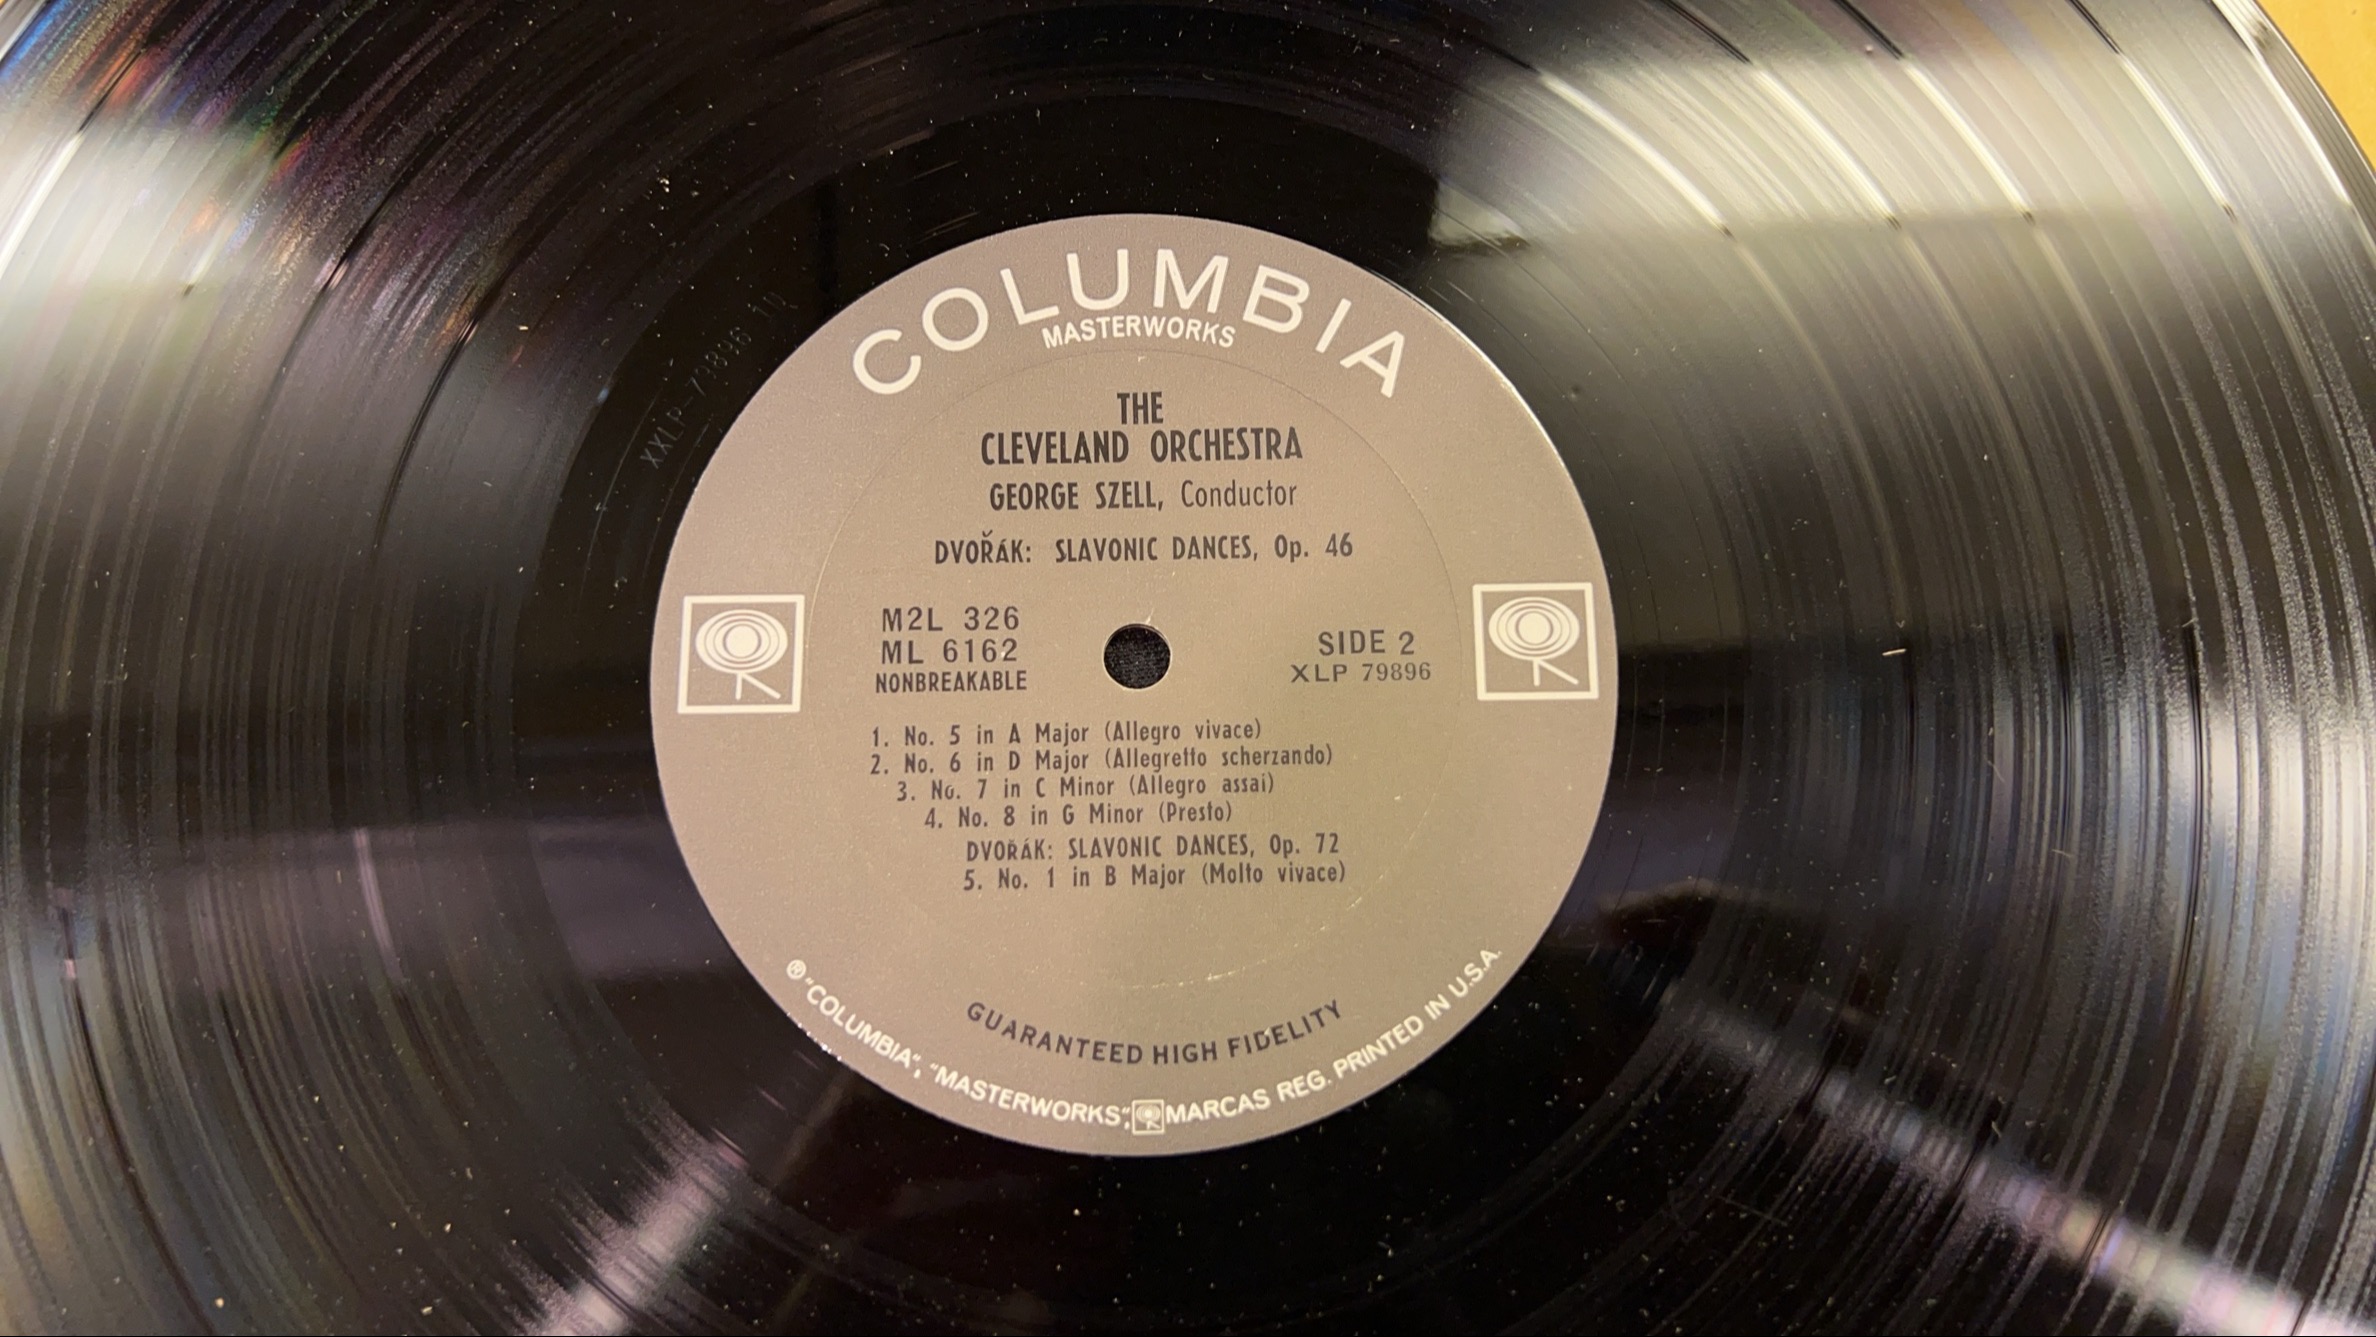 COLUMBIA
MASTERWORKS
THE
CLEVELAND ORCHESTRA
GEORGE SZELL, Conductor
DVOŘÁK: SLAVONIC DANCES, Op. 46
M2L 326
ML 6162
NONBREAKABLE
SIDE 2
XLP 79896
1. No. 5 in A Major (Allegro vivace)
2. No. 6 in D Major (Allegretto scherzando)
3. No. 7 in C Minor (Allegro assai)
4. No. 8 in G Minor (Presto)
DVOŘÁK: SLAVONIC DANCES, Op. 72
5. No. 1 in B Major (Molto vivace)
GUARANTEED HIGH FIDELITY
® "COLUMBIA", "MASTERWORKS", MARCAS REG. PRINTED IN U.S.A.
XXLP-79896